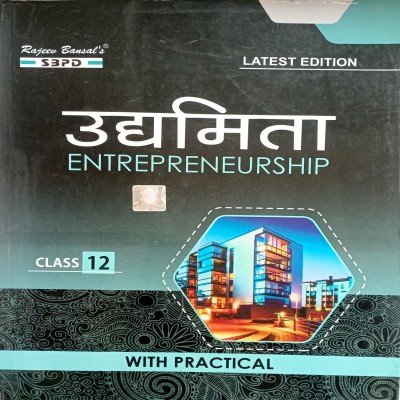 Rajeev Bansal's®
SBPD
LATEST EDITION
उद्यमिता
ENTREPRENEURSHIP
CLASS 12
WITH PRACTICAL